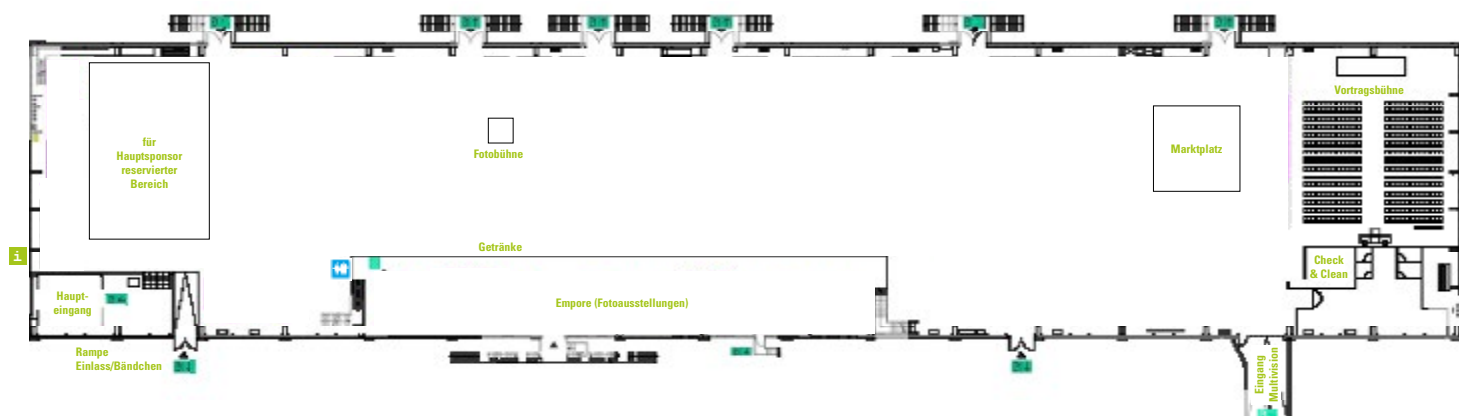 Vortragsbühne
für
Hauptsponsor
reservierter
Bereich
Fotobühne
Marktplatz
Getränke
i
Check
& Clean
Haupt-
eingang
Empore (Fotoausstellungen)
Rampe
Einlass/Bändchen
Eingang
Multivision